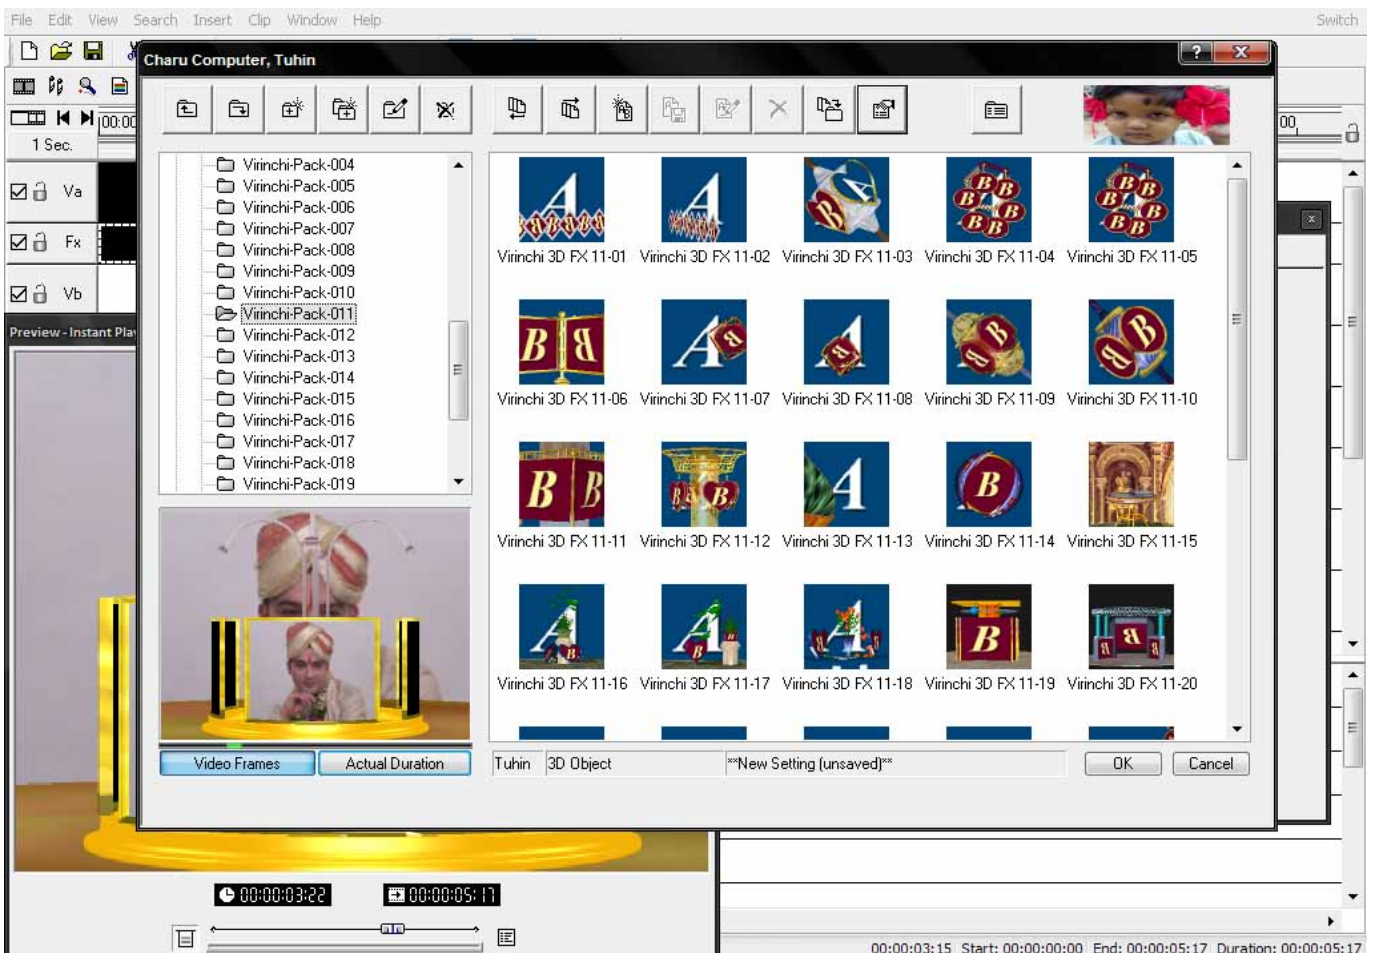 File Edit View Search Insert Clip Window Help Switch
Charu Computer, Tuhin
00:00
00,
1 Sec.
Va
Fx
Vb
Virinchi-Pack-004
Virinchi-Pack-005
Virinchi-Pack-006
Virinchi-Pack-007
Virinchi-Pack-008
Virinchi-Pack-009
Virinchi-Pack-010
Virinchi-Pack-011
Virinchi-Pack-012
Virinchi-Pack-013
Virinchi-Pack-014
Virinchi-Pack-015
Virinchi-Pack-016
Virinchi-Pack-017
Virinchi-Pack-018
Virinchi-Pack-019
Virinchi 3D FX 11-01 Virinchi 3D FX 11-02 Virinchi 3D FX 11-03 Virinchi 3D FX 11-04 Virinchi 3D FX 11-05
Virinchi 3D FX 11-06 Virinchi 3D FX 11-07 Virinchi 3D FX 11-08 Virinchi 3D FX 11-09 Virinchi 3D FX 11-10
Virinchi 3D FX 11-11 Virinchi 3D FX 11-12 Virinchi 3D FX 11-13 Virinchi 3D FX 11-14 Virinchi 3D FX 11-15
Virinchi 3D FX 11-16 Virinchi 3D FX 11-17 Virinchi 3D FX 11-18 Virinchi 3D FX 11-19 Virinchi 3D FX 11-20
Preview - Instant Play
Video Frames Actual Duration Tuhin 3D Object **New Setting (unsaved)** OK Cancel
00:00:03:22 00:00:05:17
00:00:03:15 Start: 00:00:00:00 End: 00:00:05:17 Duration: 00:00:05:17